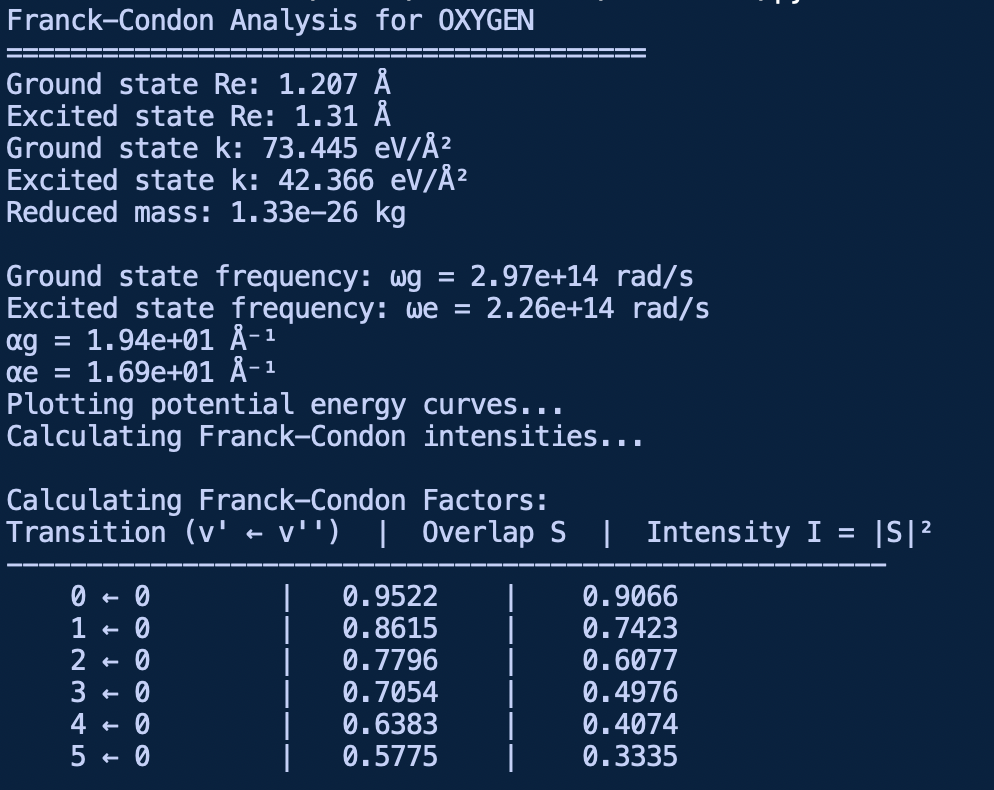 Franck-Condon Analysis for OXYGEN
========================================
Ground state Re: 1.207 Å
Excited state Re: 1.31 Å
Ground state k: 73.445 eV/Å²
Excited state k: 42.366 eV/Å²
Reduced mass: 1.33e-26 kg
Ground state frequency: ωg = 2.97e+14 rad/s
Excited state frequency: ωe = 2.26e+14 rad/s
αg = 1.94e+01 Å⁻¹
αe = 1.69e+01 Å⁻¹
Plotting potential energy curves...
Calculating Franck-Condon intensities...
Calculating Franck-Condon Factors:
Transition (v' ← v'')  |  Overlap S  |  Intensity I = |S|²
-------------------------------------------------------
    0 ← 0        |   0.9522    |    0.9066
    1 ← 0        |   0.8615    |    0.7423
    2 ← 0        |   0.7796    |    0.6077
    3 ← 0        |   0.7054    |    0.4976
    4 ← 0        |   0.6383    |    0.4074
    5 ← 0        |   0.5775    |    0.3335